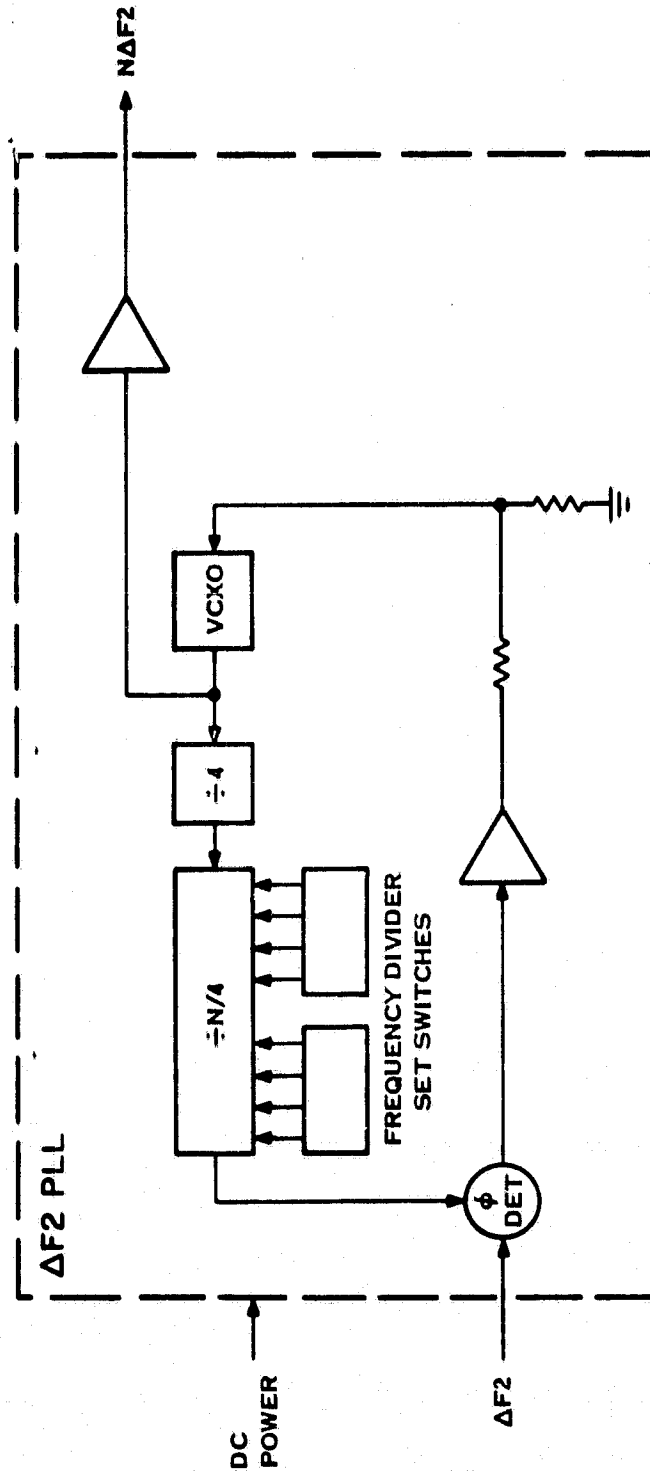 ΔF2 PLL
NΔF2
VCXO
÷4
÷N/4
FREQUENCY DIVIDER
SET SWITCHES
ϕ
DET
DC
POWER
ΔF2